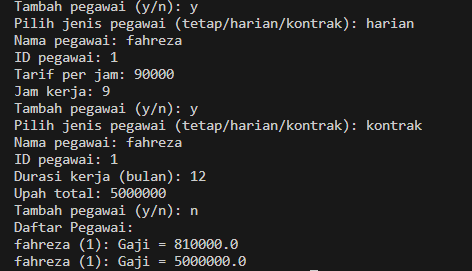 Tambah pegawai (y/n): y
Pilih jenis pegawai (tetap/harian/kontrak): harian
Nama pegawai: fahreza
ID pegawai: 1
Tarif per jam: 90000
Jam kerja: 9
Tambah pegawai (y/n): y
Pilih jenis pegawai (tetap/harian/kontrak): kontrak
Nama pegawai: fahreza
ID pegawai: 1
Durasi kerja (bulan): 12
Upah total: 5000000
Tambah pegawai (y/n): n
Daftar Pegawai:
fahreza (1): Gaji = 810000.0
fahreza (1): Gaji = 5000000.0